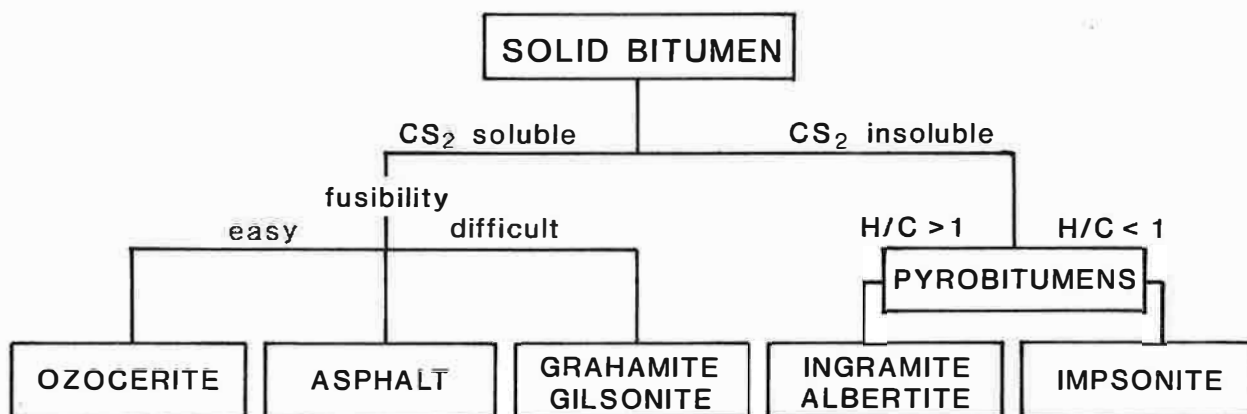 SOLID BITUMEN
CS₂ soluble
CS₂ insoluble
fusibility
easy
difficult
H/C >1
H/C < 1
PYROBITUMENS
OZOCERITE
ASPHALT
GRAHAMITE
GILSONITE
INGRAMITE
ALBERTITE
IMPSONITE